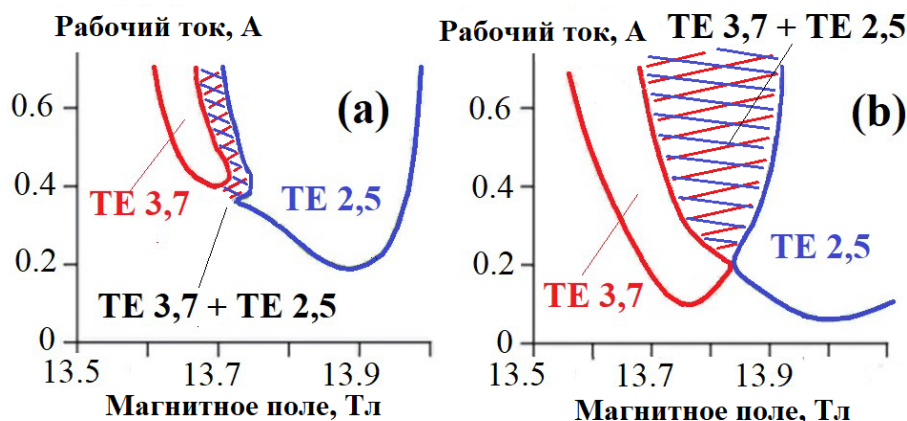 Рабочий ток, А
0.6
0.4
0.2
0
(a)
TE 3,7
TE 2,5
TE 3,7 + TE 2,5
13.5
13.7
13.9
Магнитное поле, Тл
TE 3,7 + TE 2,5
Рабочий ток, А
0.6
0.4
0.2
0
(b)
TE 3,7
TE 2,5
13.5
13.7
13.9
Магнитное поле, Тл